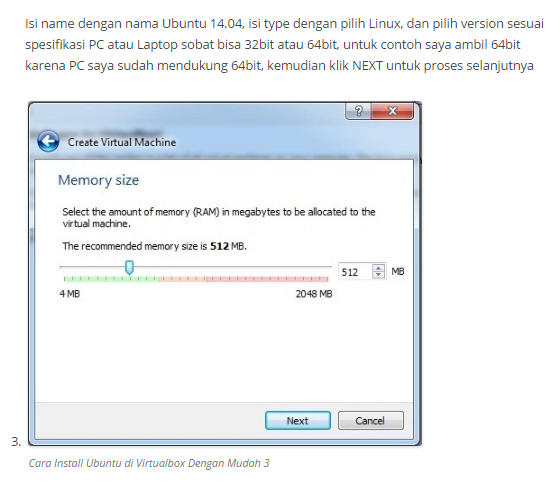 Isi name dengan nama Ubuntu 14.04, isi type dengan pilih Linux, dan pilih version sesuai
spesifikasi PC atau Laptop sobat bisa 32bit atau 64bit, untuk contoh saya ambil 64bit
karena PC saya sudah mendukung 64bit, kemudian klik NEXT untuk proses selanjutnya
Create Virtual Machine
Memory size
Select the amount of memory (RAM) in megabytes to be allocated to the
virtual machine.
The recommended memory size is 512 MB.
512 MB
4 MB 2048 MB
Next Cancel
3.
Cara Install Ubuntu di Virtualbox Dengan Mudah 3